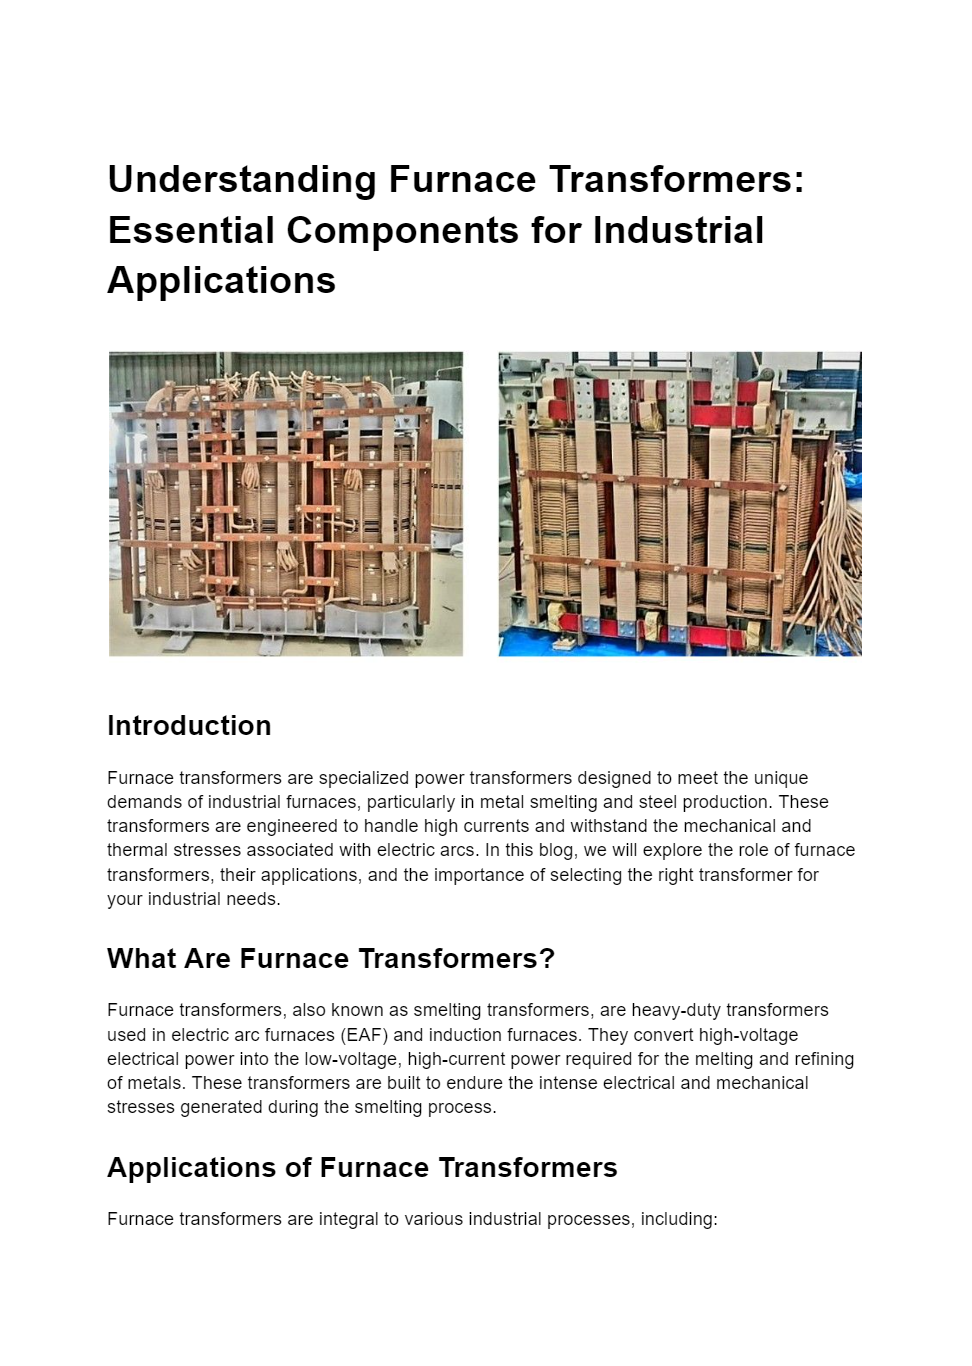 Understanding Furnace Transformers:
Essential Components for Industrial
Applications
Introduction
Furnace transformers are specialized power transformers designed to meet the unique
demands of industrial furnaces, particularly in metal smelting and steel production. These
transformers are engineered to handle high currents and withstand the mechanical and
thermal stresses associated with electric arcs. In this blog, we will explore the role of furnace
transformers, their applications, and the importance of selecting the right transformer for
your industrial needs.
What Are Furnace Transformers?
Furnace transformers, also known as smelting transformers, are heavy-duty transformers
used in electric arc furnaces (EAF) and induction furnaces. They convert high-voltage
electrical power into the low-voltage, high-current power required for the melting and refining
of metals. These transformers are built to endure the intense electrical and mechanical
stresses generated during the smelting process.
Applications of Furnace Transformers
Furnace transformers are integral to various industrial processes, including: